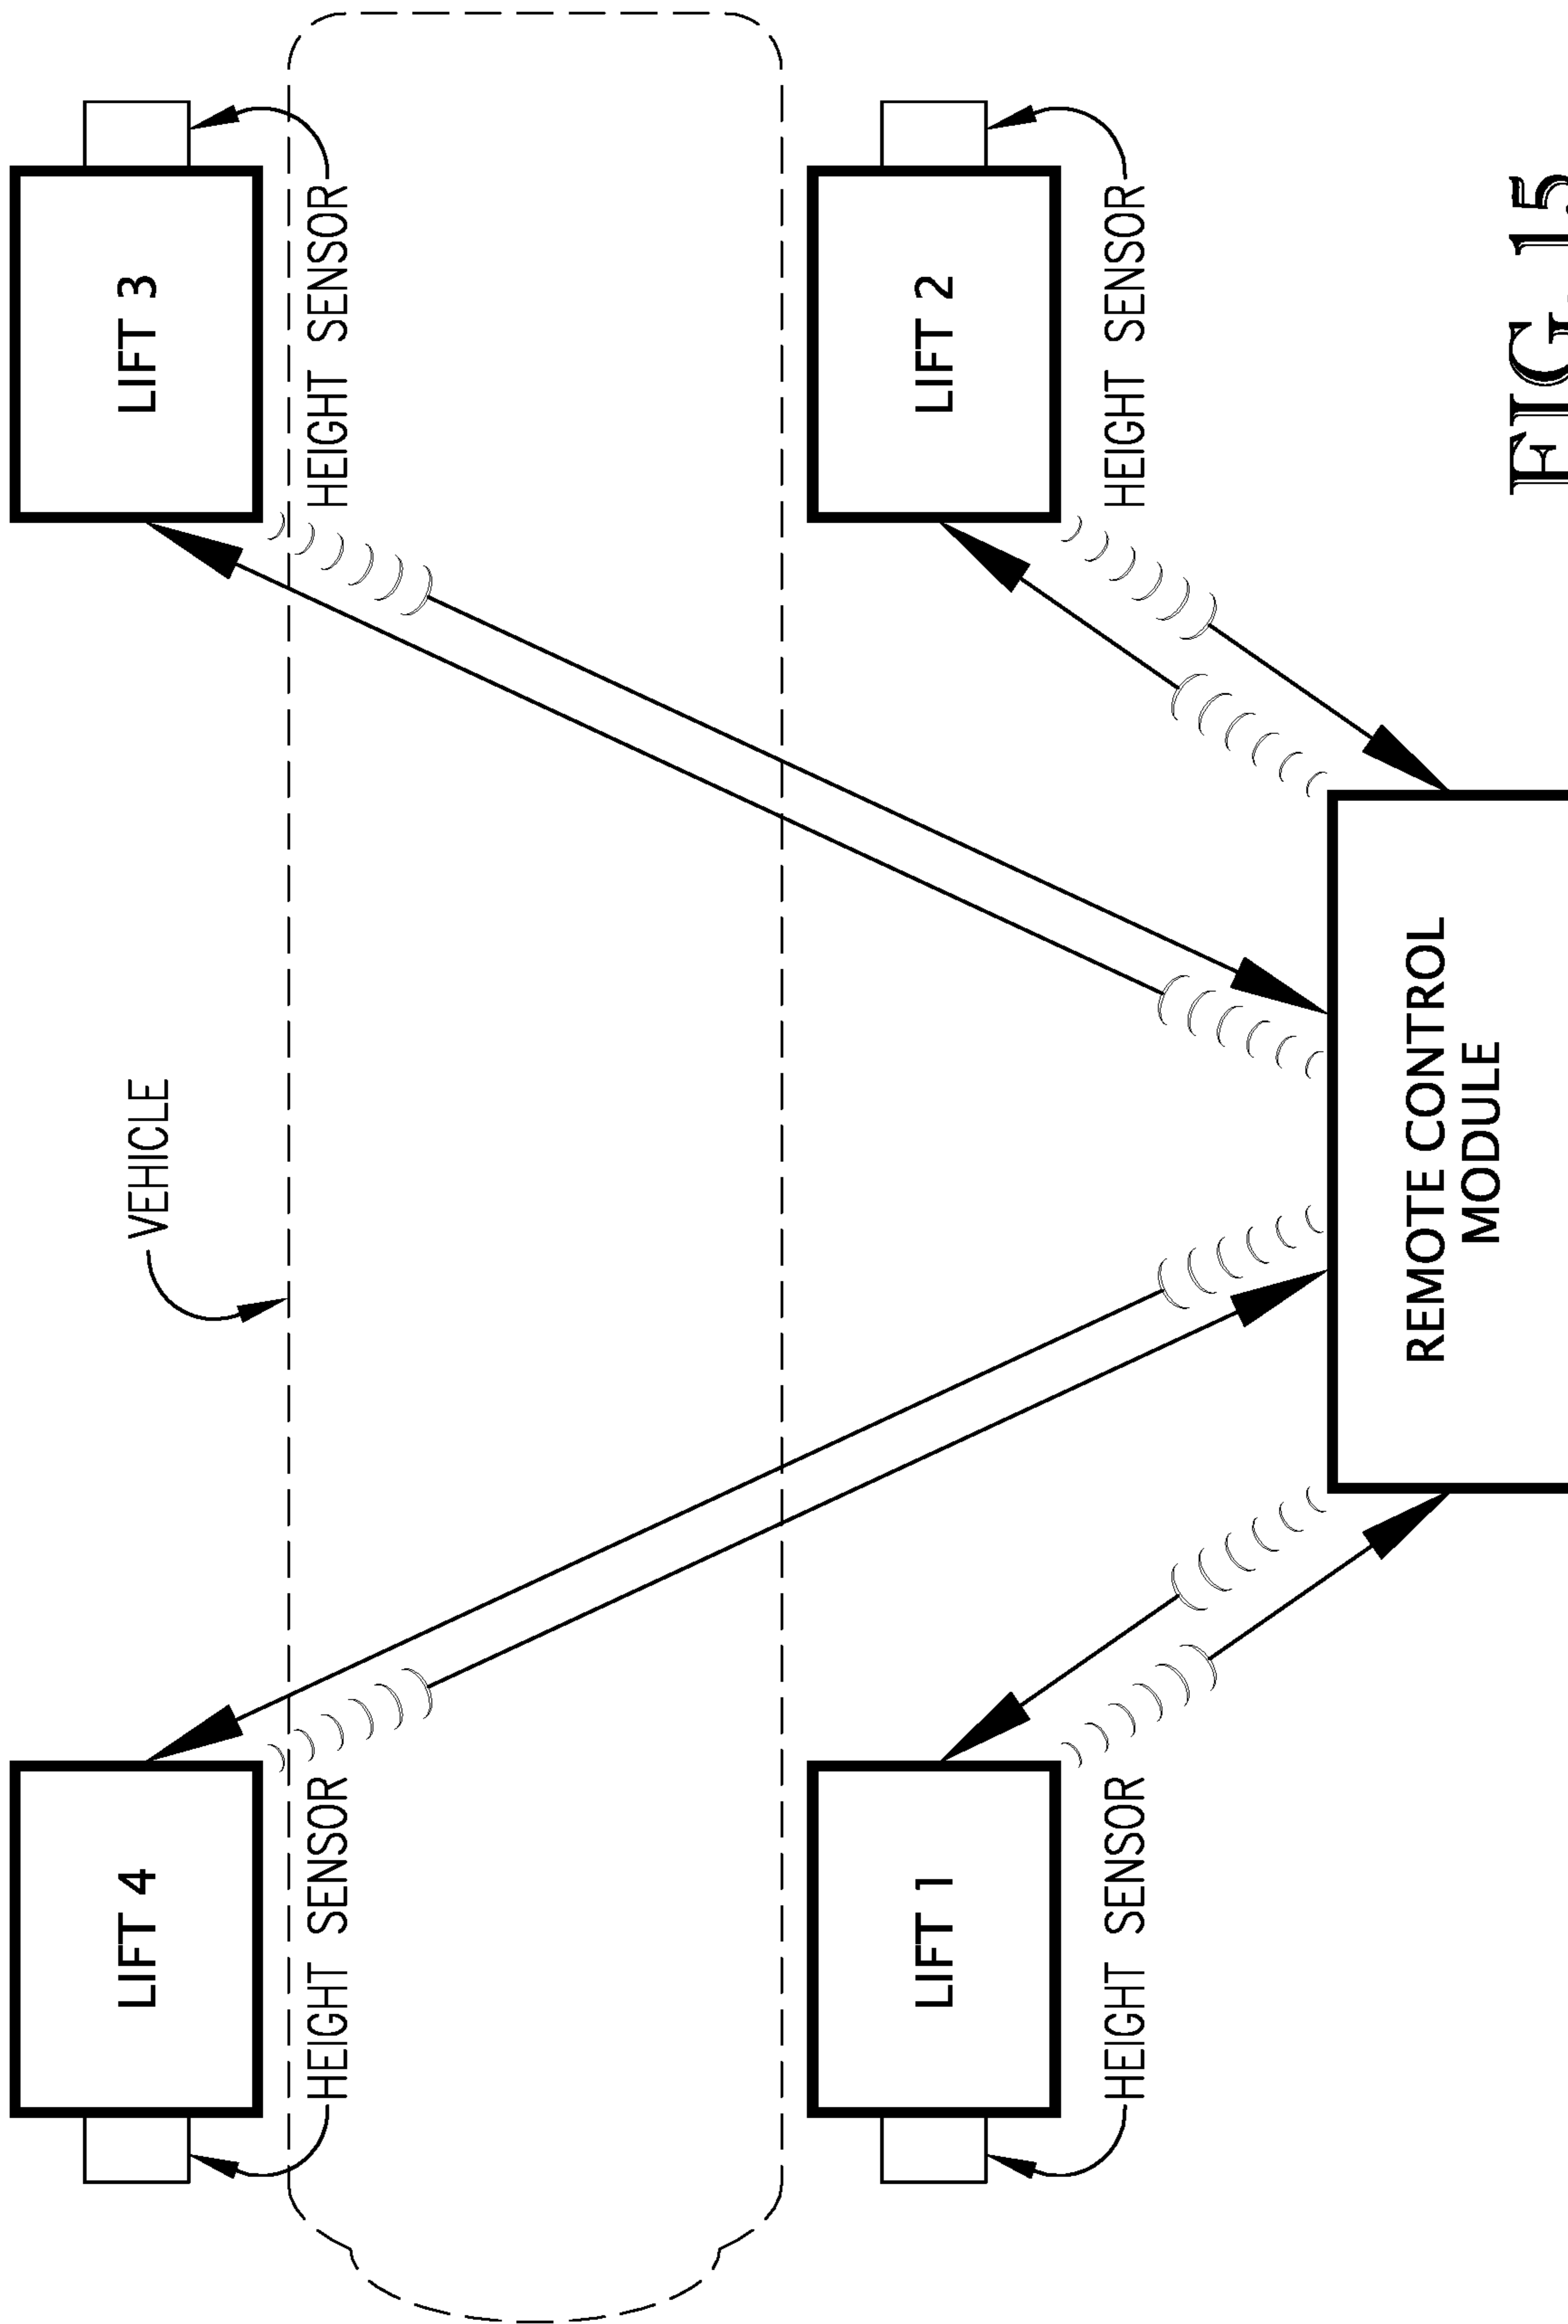 VEHICLE
LIFT 4
LIFT 3
HEIGHT SENSOR
HEIGHT SENSOR
LIFT 1
LIFT 2
HEIGHT SENSOR
HEIGHT SENSOR
REMOTE CONTROL
MODULE
FIG. 15